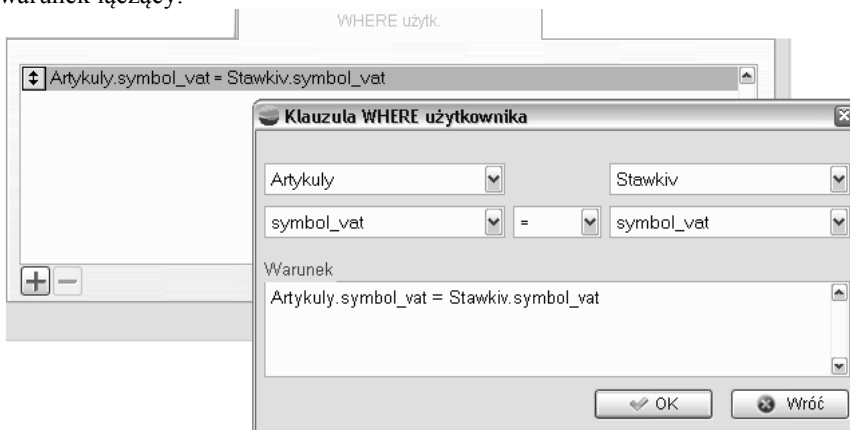 warunek łączący:
WHERE użytk.
Artykuly.symbol_vat = Stawkiv.symbol_vat
Klauzula WHERE użytkownika
Artykuly Stawkiv
symbol_vat = symbol_vat
Warunek
Artykuly.symbol_vat = Stawkiv.symbol_vat
OK Wróć